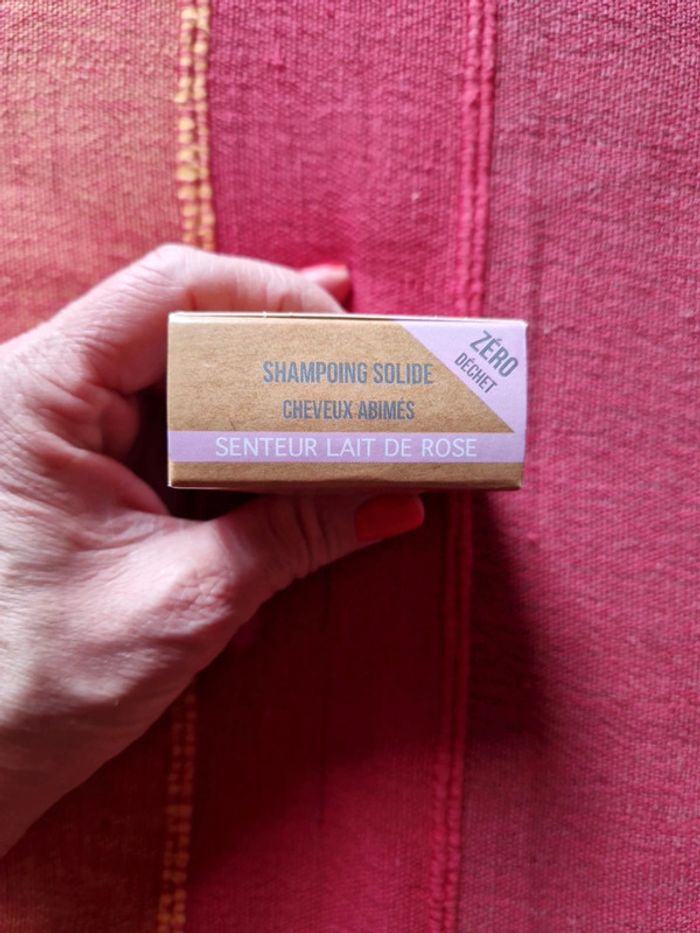 SHAMPOING SOLIDE
CHEVEUX ABIMÉS
SENTEUR LAIT DE ROSE
ZÉRO
DÉCHET